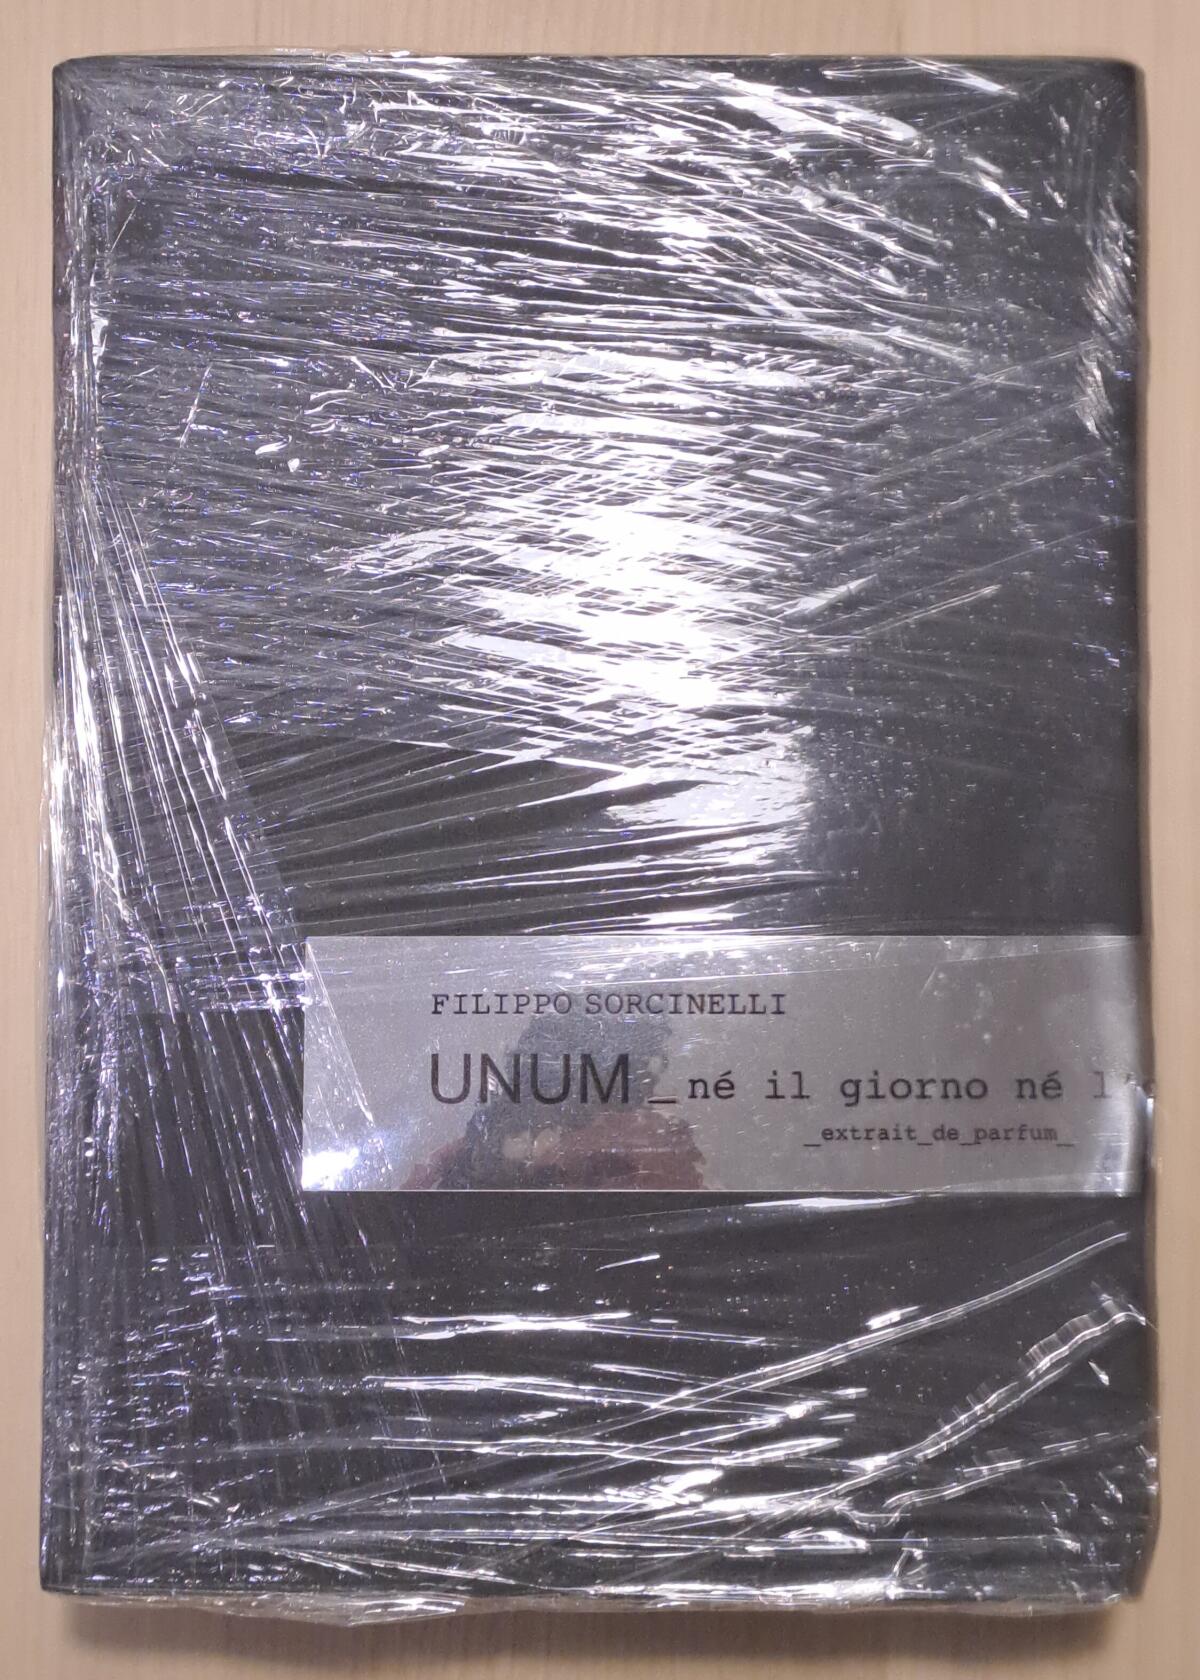 FILIPPO SORCINELLI
UNUM _né il giorno né l'o
_extrait_de_parfum_